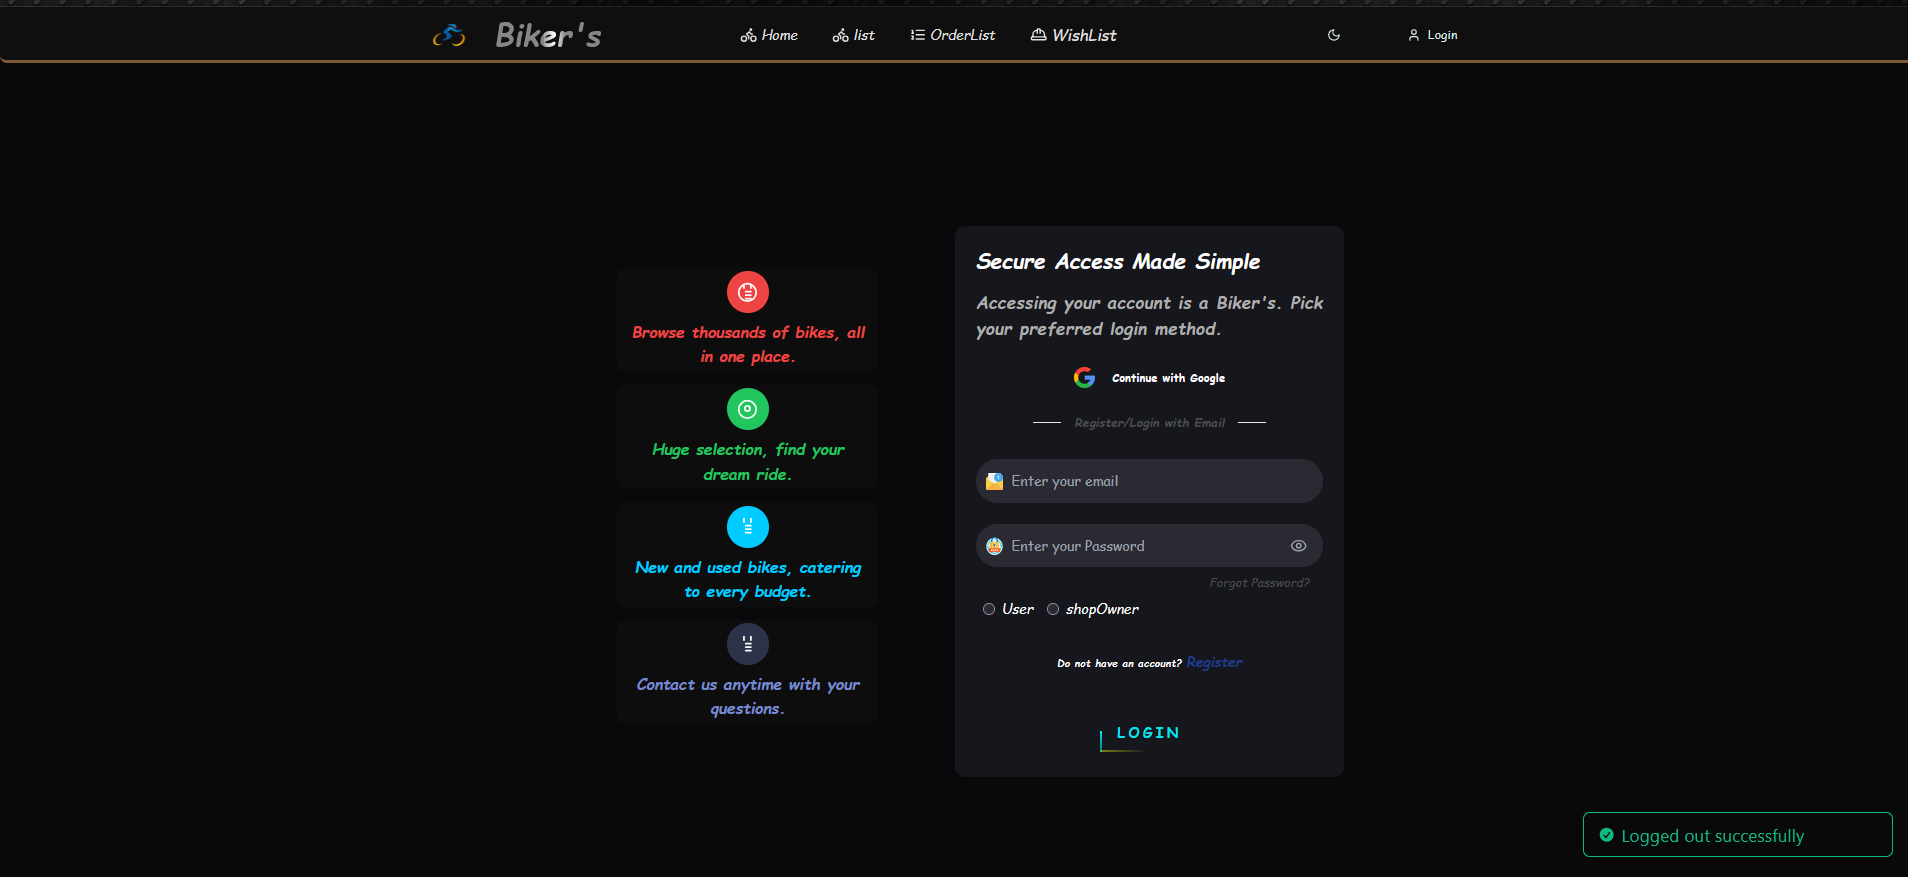 Biker's
Home
list
OrderList
WishList
Login
Browse thousands of bikes, all
in one place.
Huge selection, find your
dream ride.
New and used bikes, catering
to every budget.
Contact us anytime with your
questions.
Secure Access Made Simple
Accessing your account is a Biker's. Pick
your preferred login method.
Continue with Google
Register/Login with Email
Enter your email
Enter your Password
Forgot Password?
User
shopOwner
Do not have an account? Register
LOGIN
Logged out successfully